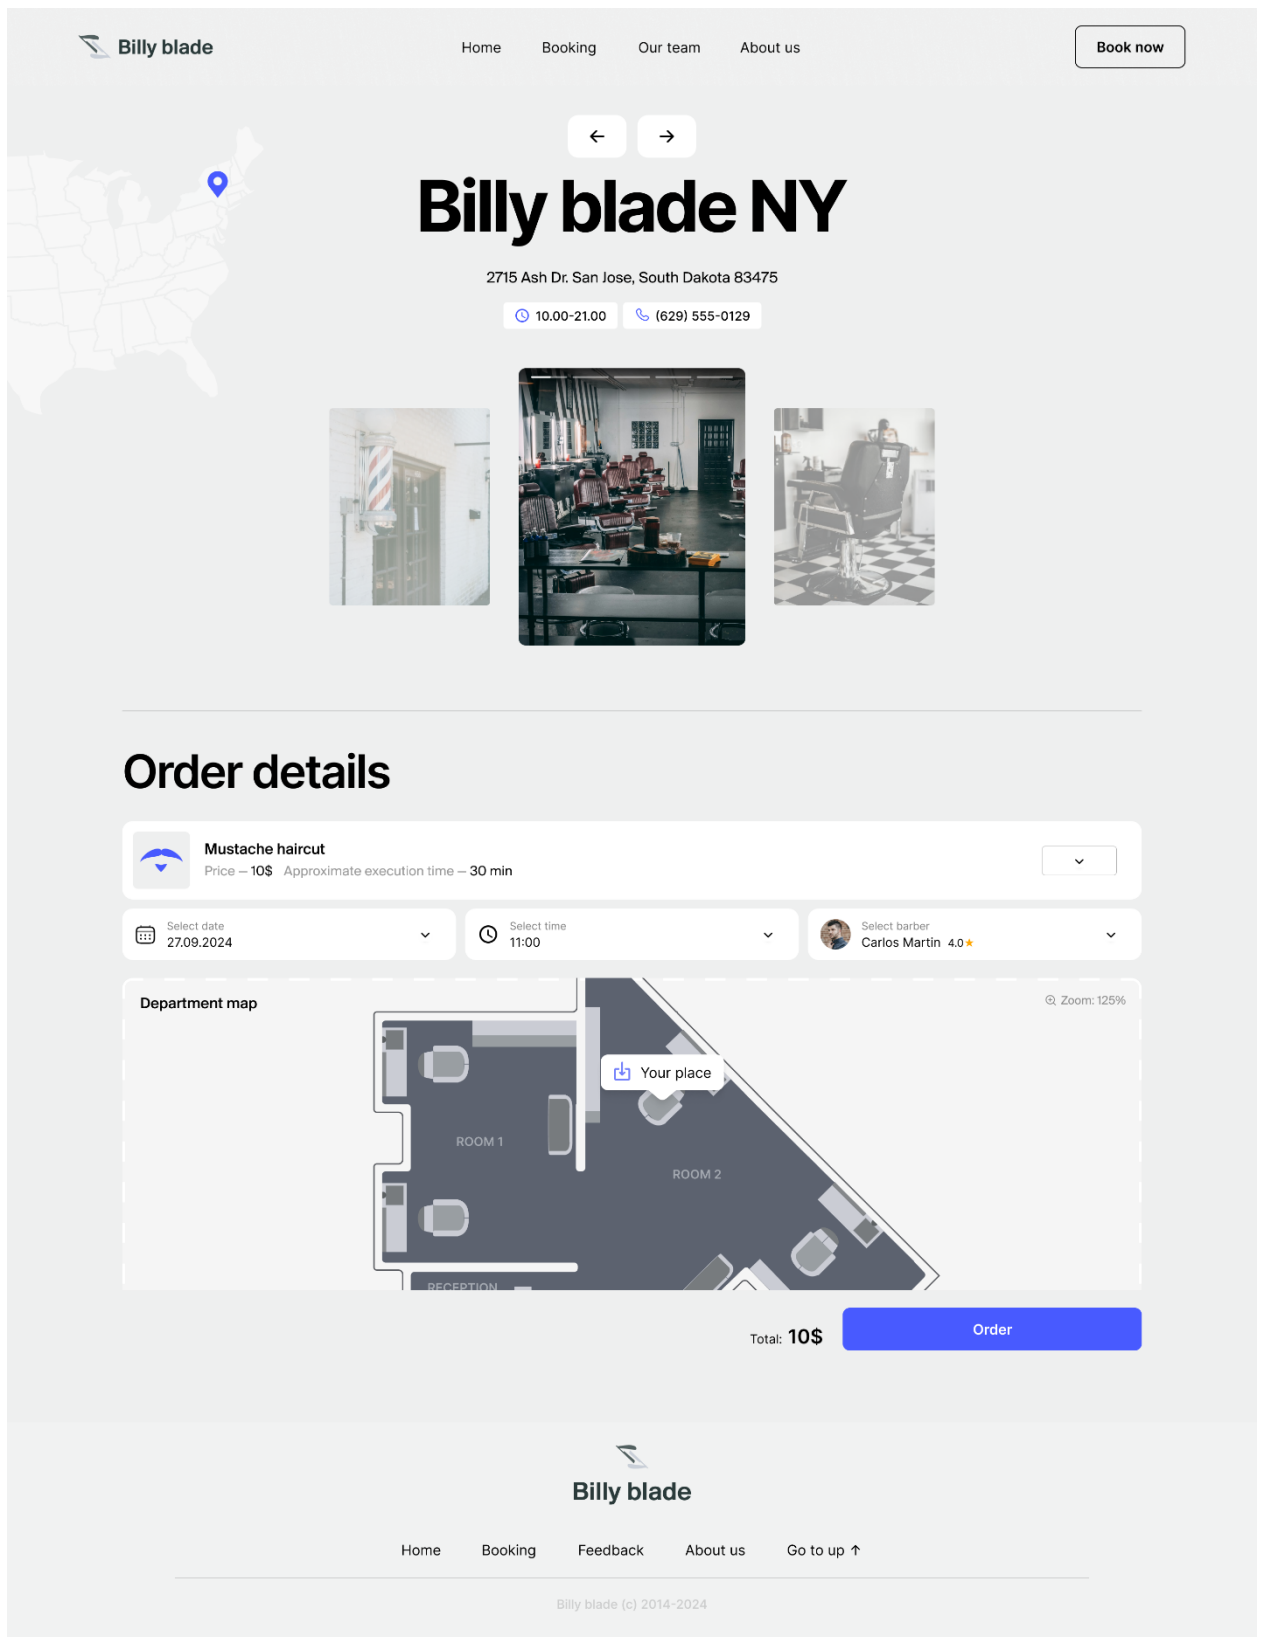 Billy blade
Home Booking Our team About us
Book now
Billy blade NY
2715 Ash Dr. San Jose, South Dakota 83475
10.00-21.00 (629) 555-0129
Order details
Mustache haircut
Price – 10$ Approximate execution time – 30 min
Select date
27.09.2024
Select time
11:00
Select barber
Carlos Martin 4.0★
Department map
Zoom: 125%
Your place
ROOM 1
ROOM 2
RECEPTION
Total: 10$
Order
Billy blade
Home Booking Feedback About us Go to up ↑
Billy blade (c) 2014-2024